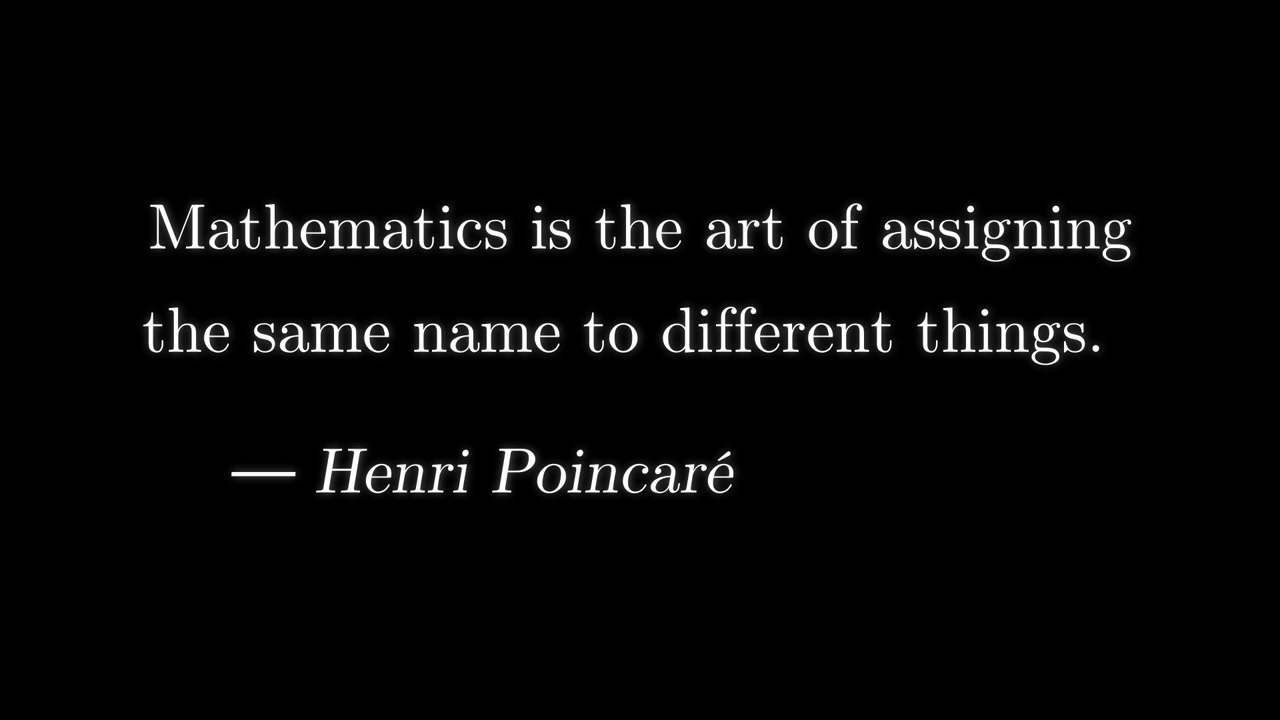 Mathematics is the art of assigning
the same name to different things.
— Henri Poincaré